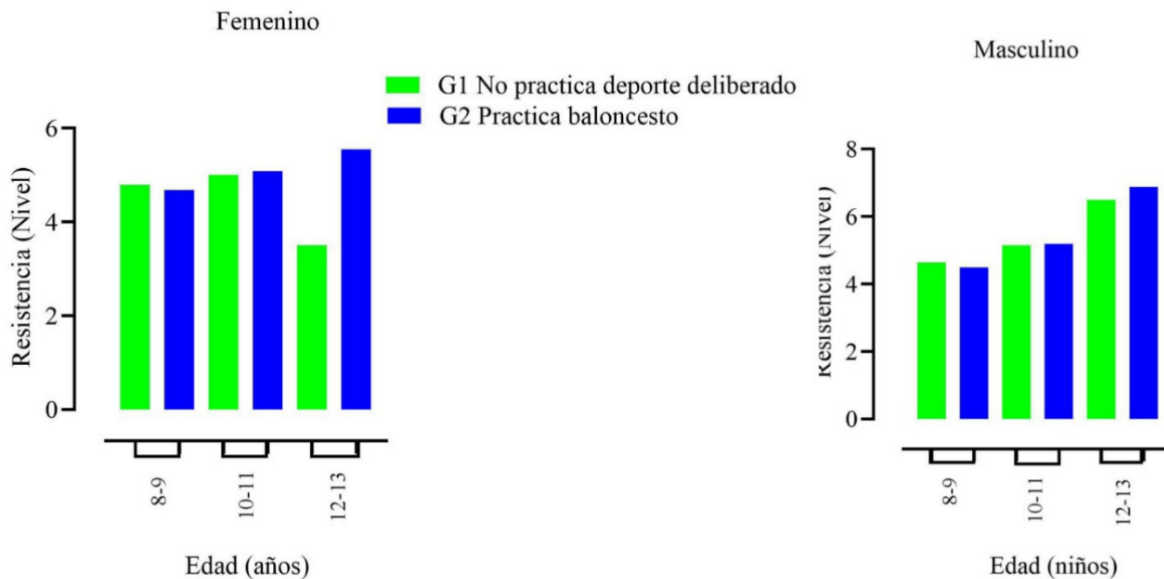 Femenino
G1 No practica deporte deliberado
G2 Practica baloncesto
Resistencia (Nivel)
6
4
2
0
8-9
10-11
12-13
Edad (años)
Masculino
Resistencia (Nivel)
8
6
4
2
0
8-9
10-11
12-13
Edad (niños)